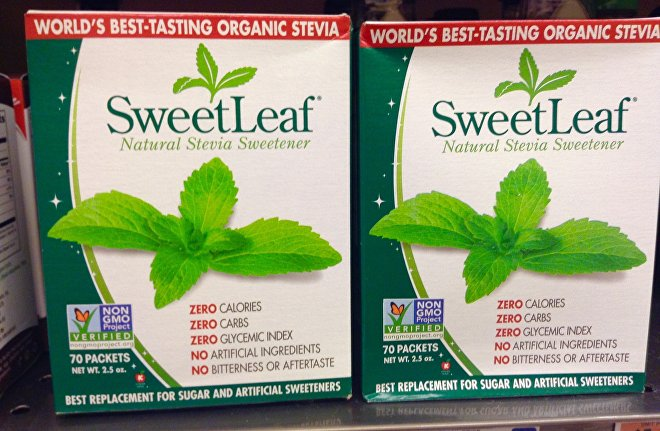 WORLD'S BEST-TASTING ORGANIC STEVIA
SweetLeaf®
Natural Stevia Sweetener
NON
GMO
Project
VERIFIED
nongmoproject.org
70 PACKETS
NET WT. 2.5 oz.
ZERO CALORIES
ZERO CARBS
ZERO GLYCEMIC INDEX
NO ARTIFICIAL INGREDIENTS
NO BITTERNESS OR AFTERTASTE
K
BEST REPLACEMENT FOR SUGAR AND ARTIFICIAL SWEETENERS
WORLD'S BEST-TASTING ORGANIC STEVIA
SweetLeaf®
Natural Stevia Sweetener
NON
GMO
Project
VERIFIED
nongmoproject.org
70 PACKETS
NET WT. 2.5 oz.
ZERO CALORIES
ZERO CARBS
ZERO GLYCEMIC INDEX
NO ARTIFICIAL INGREDIENTS
NO BITTERNESS OR AFTERTASTE
K
BEST REPLACEMENT FOR SUGAR AND ARTIFICIAL SWEETENERS